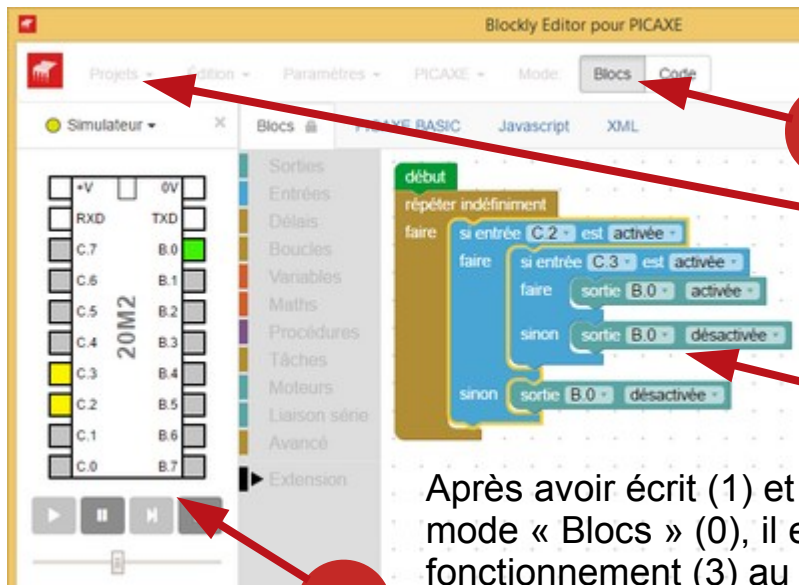 Blockly Editor pour PICAXE
Projets Édition Paramètres PICAXE Mode: Blocs Code
Simulateur × Blocs PICAXE BASIC Javascript XML
+V 0V
RXD TXD
C.7 B.0
C.6 B.1
C.5 B.2
C.4 B.3
C.3 B.4
C.2 B.5
C.1 B.6
C.0 B.7
20M2
Sorties
Entrées
Délais
Boucles
Variables
Maths
Procédures
Tâches
Moteurs
Liaison série
Avancé
Extension
début
répéter indéfiniment
faire si entrée C.2 est activée
faire si entrée C.3 est activée
faire sortie B.0 activée
sinon sortie B.0 désactivée
sinon sortie B.0 désactivée
Après avoir écrit (1) et
mode « Blocs » (0), il e
fonctionnement (3) au